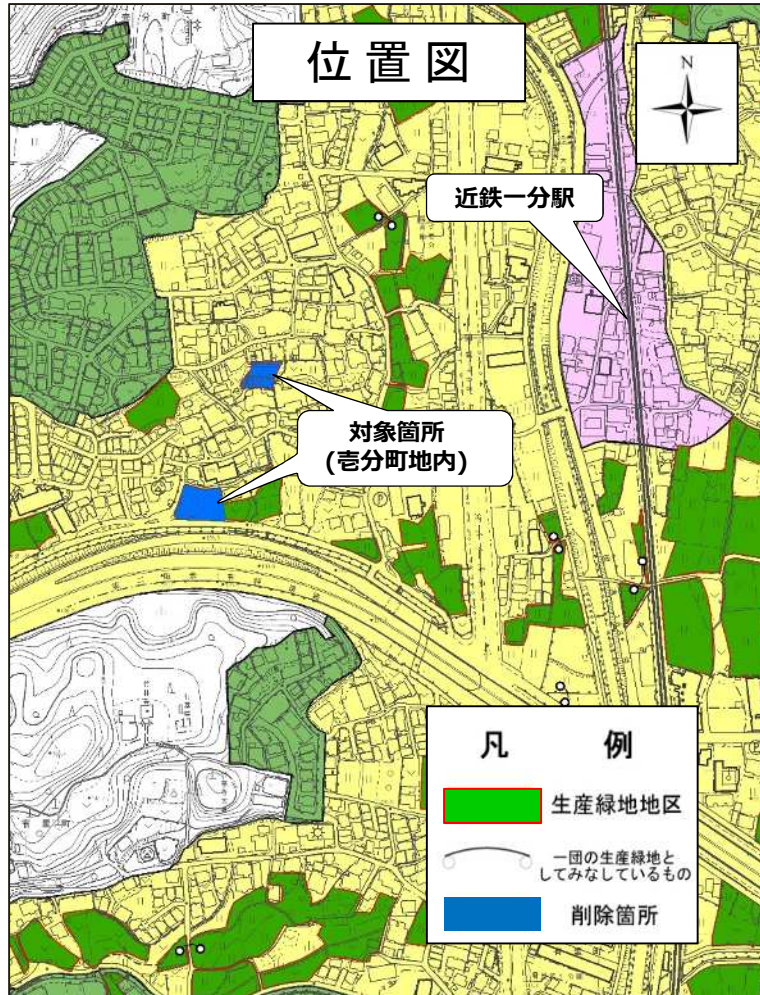 位置図
N
近鉄一分駅
対象箇所
(壱分町地内)
凡 例
生産緑地地区
一団の生産緑地と
してみなしているもの
削除箇所